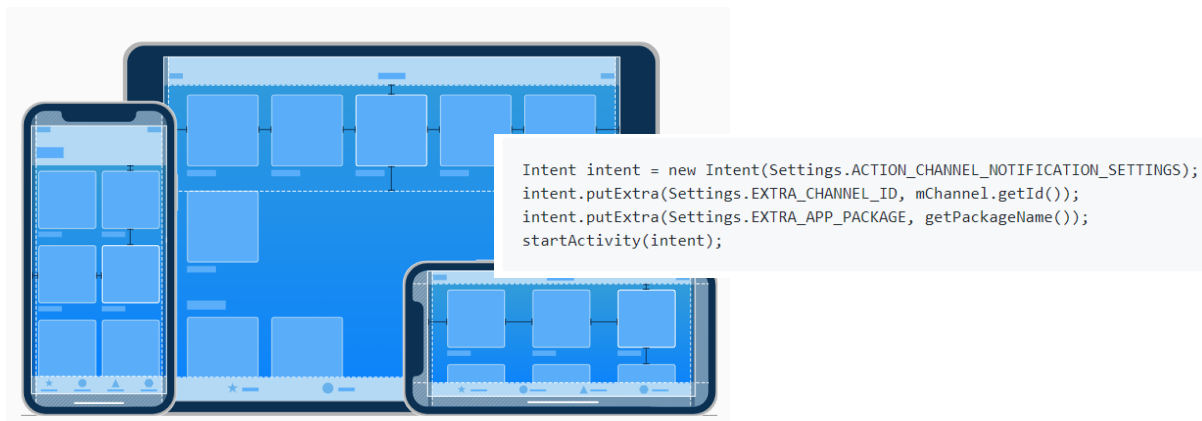 Intent intent = new Intent(Settings.ACTION_CHANNEL_NOTIFICATION_SETTINGS);
intent.putExtra(Settings.EXTRA_CHANNEL_ID, mChannel.getId());
intent.putExtra(Settings.EXTRA_APP_PACKAGE, getPackageName());
startActivity(intent);